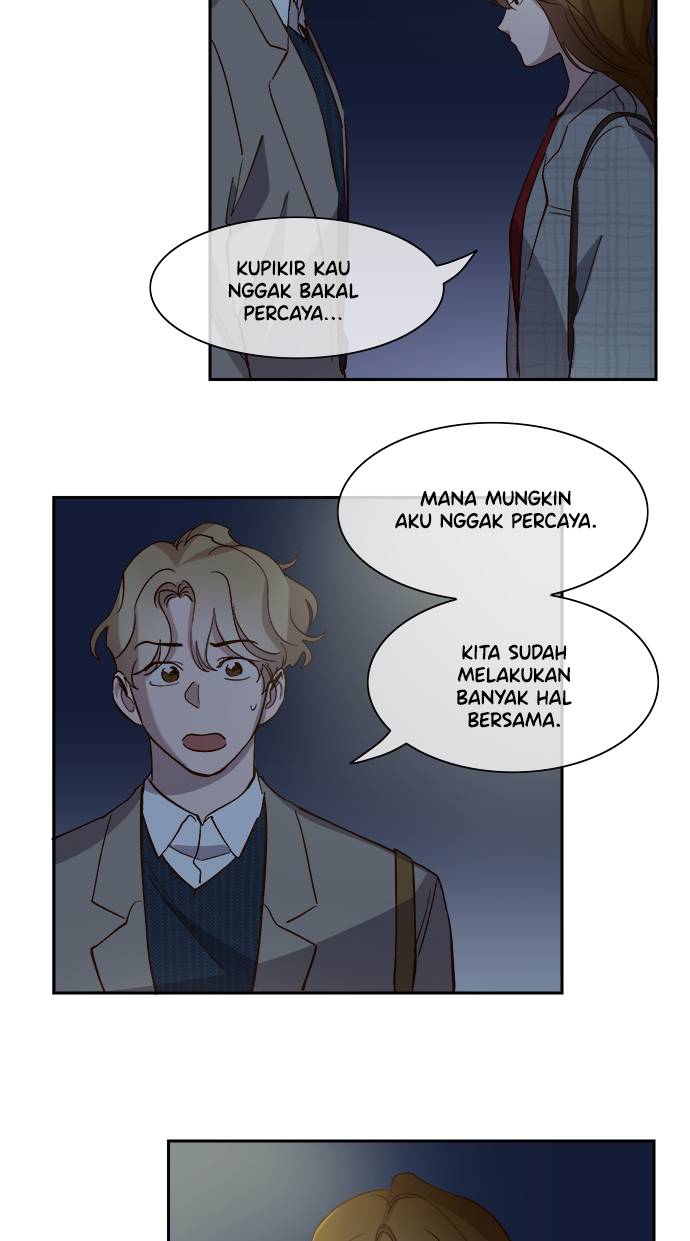 KUPIKIR KAU
NGGAK BAKAL
PERCAYA...
MANA MUNGKIN
AKU NGGAK PERCAYA.
KITA SUDAH
MELAKUKAN
BANYAK HAL
BERSAMA.